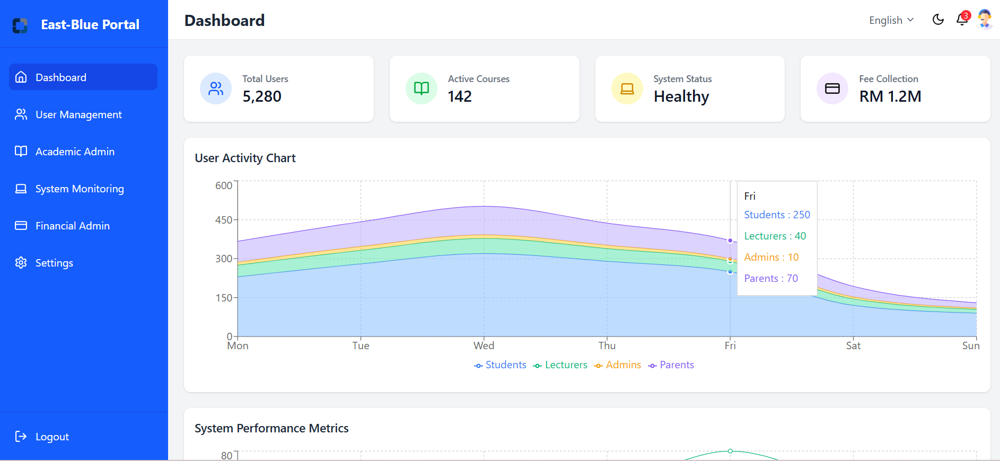 East-Blue Portal
Dashboard
User Management
Academic Admin
System Monitoring
Financial Admin
Settings
Logout
Dashboard
English
3
Total Users
5,280
Active Courses
142
System Status
Healthy
Fee Collection
RM 1.2M
User Activity Chart
600
450
300
150
0
Mon Tue Wed Thu Fri Sat Sun
Fri
Students : 250
Lecturers : 40
Admins : 10
Parents : 70
Students Lecturers Admins Parents
System Performance Metrics
80